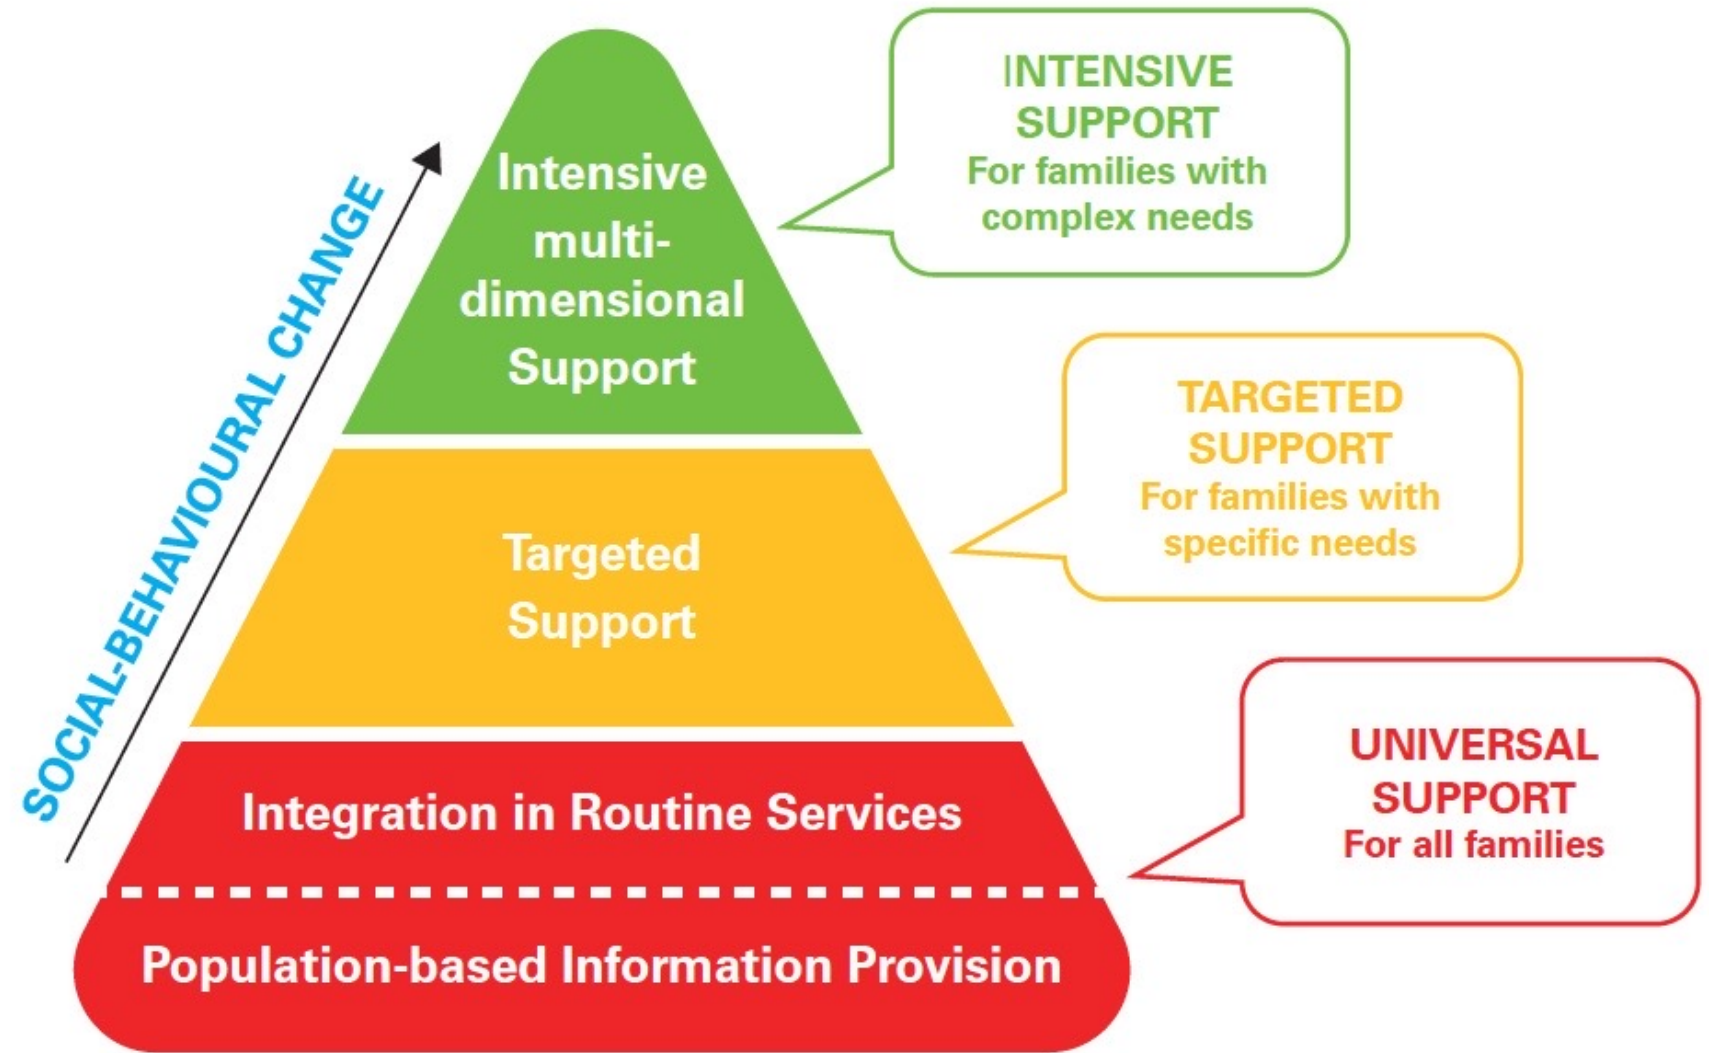 SOCIAL-BEHAVIOURAL CHANGE
Intensive
multi-
dimensional
Support
INTENSIVE
SUPPORT
For families with
complex needs
Targeted
Support
TARGETED
SUPPORT
For families with
specific needs
Integration in Routine Services
Population-based Information Provision
UNIVERSAL
SUPPORT
For all families